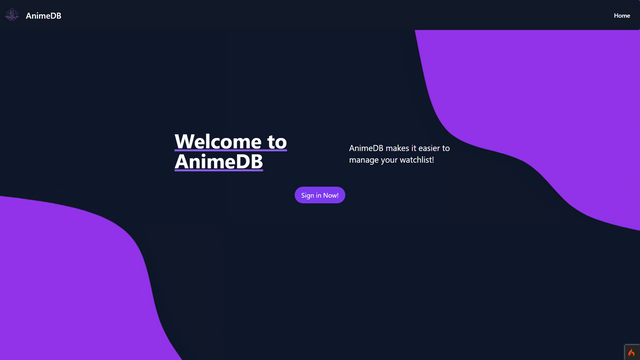 AnimeDB
Home
Welcome to
AnimeDB
AnimeDB makes it easier to
manage your watchlist!
Sign in Now!